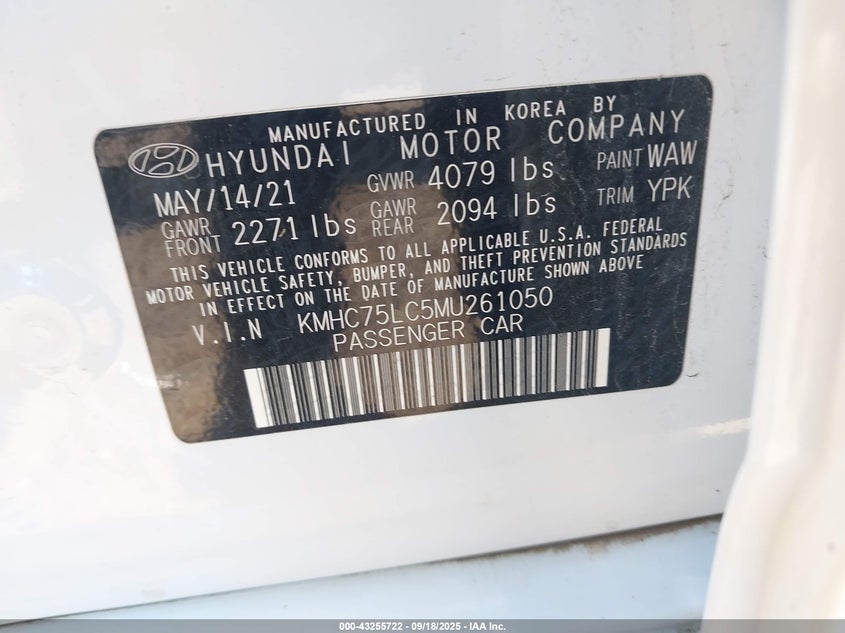 MANUFACTURED IN KOREA BY
HYUNDAI MOTOR COMPANY
MAY/14/21 GVWR 4079 lbs PAINT WAW
GAWR FRONT 2271 lbs GAWR REAR 2094 lbs TRIM YPK
THIS VEHICLE CONFORMS TO ALL APPLICABLE U.S.A. FEDERAL
MOTOR VEHICLE SAFETY, BUMPER, AND THEFT PREVENTION STANDARDS
IN EFFECT ON THE DATE OF MANUFACTURE SHOWN ABOVE
V.I.N KMHC75LC5MU261050
PASSENGER CAR
000-43255722 - 09/18/2025 - IAA Inc.